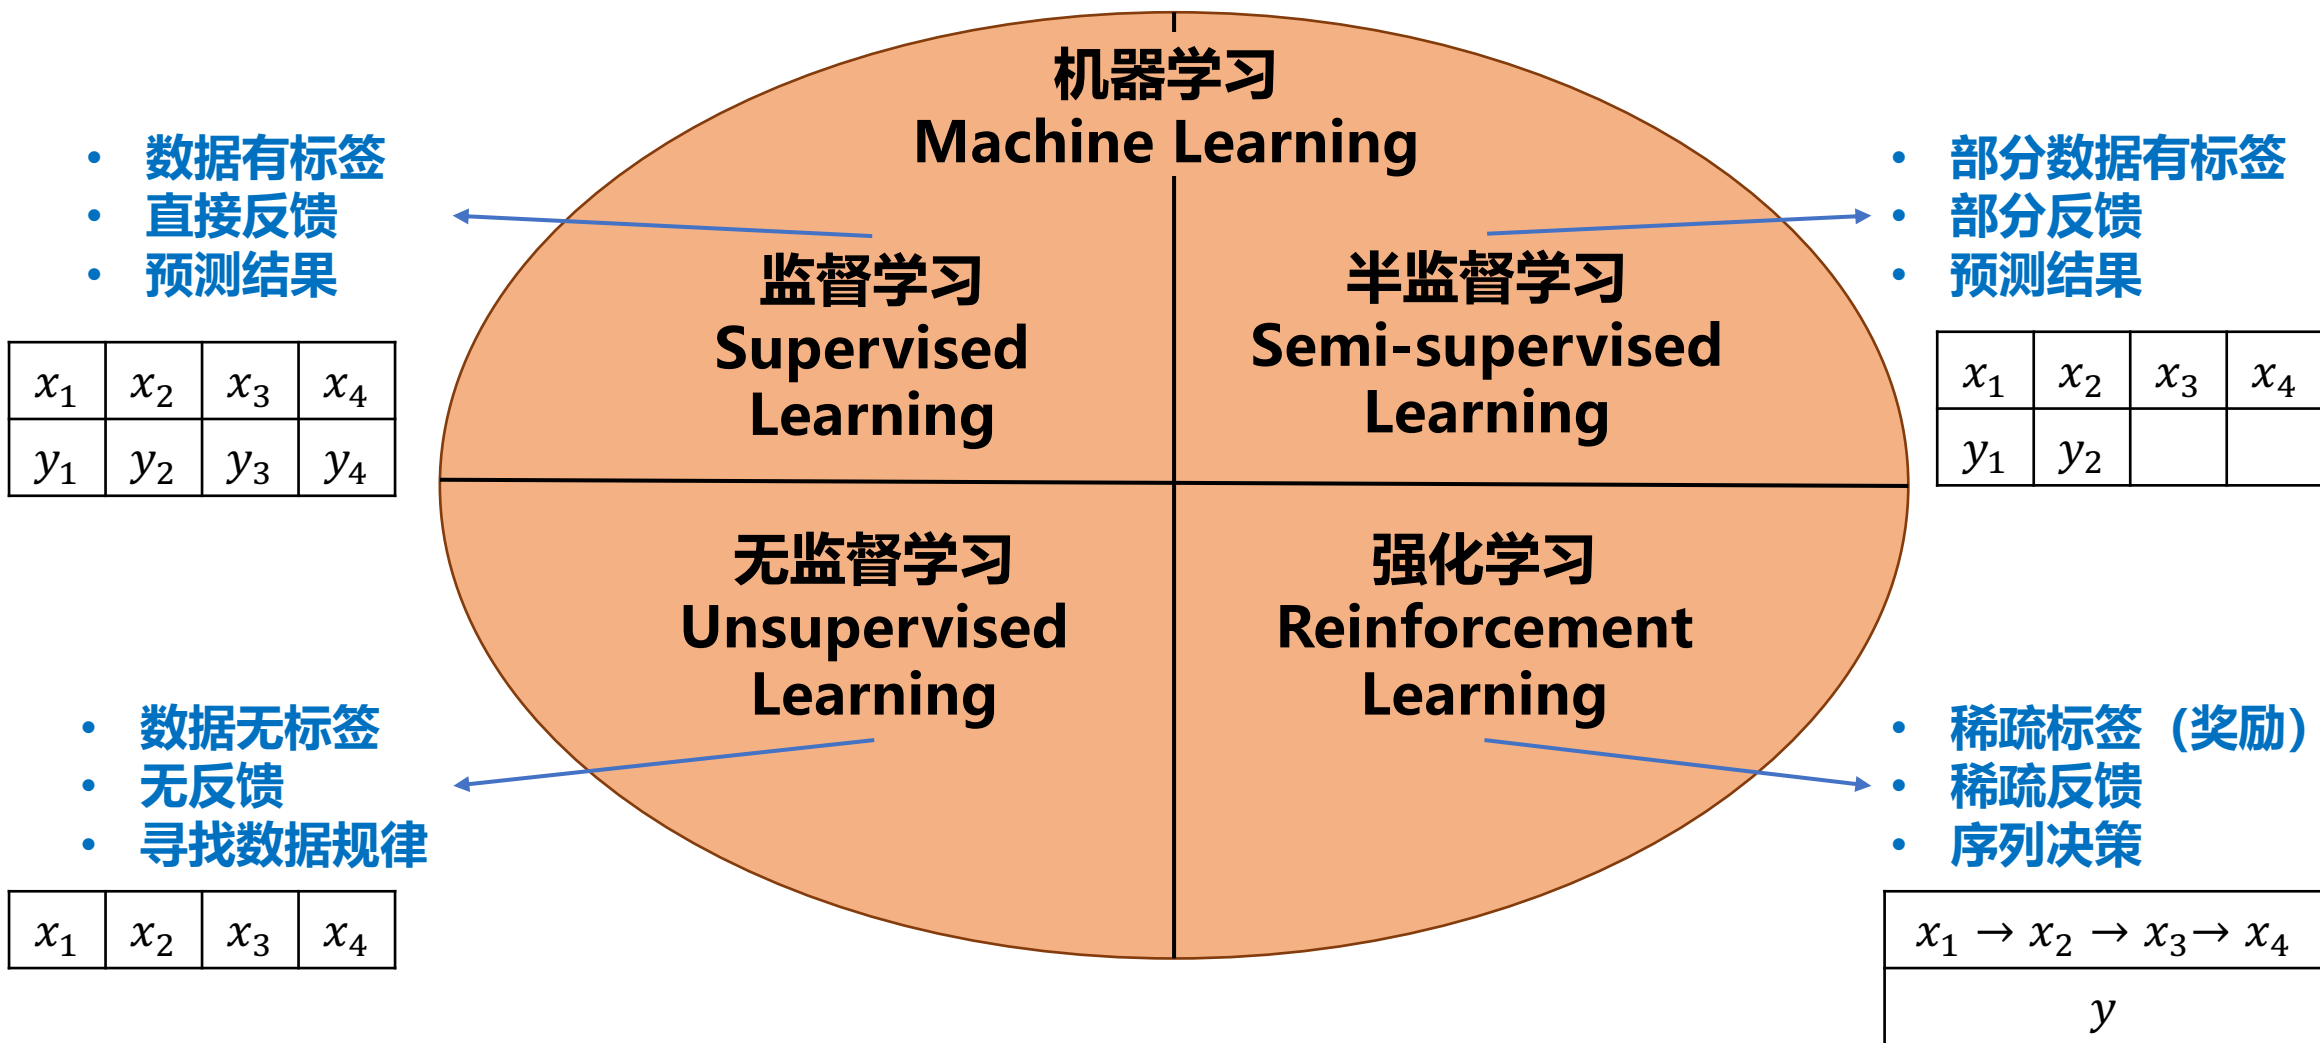 机器学习
Machine Learning
• 数据有标签
• 直接反馈
• 预测结果
x₁ x₂ x₃ x₄
y₁ y₂ y₃ y₄
监督学习
Supervised
Learning
半监督学习
Semi-supervised
Learning
• 部分数据有标签
• 部分反馈
• 预测结果
x₁ x₂ x₃ x₄
y₁ y₂
无监督学习
Unsupervised
Learning
• 数据无标签
• 无反馈
• 寻找数据规律
x₁ x₂ x₃ x₄
强化学习
Reinforcement
Learning
• 稀疏标签（奖励）
• 稀疏反馈
• 序列决策
x₁ → x₂ → x₃ → x₄
y